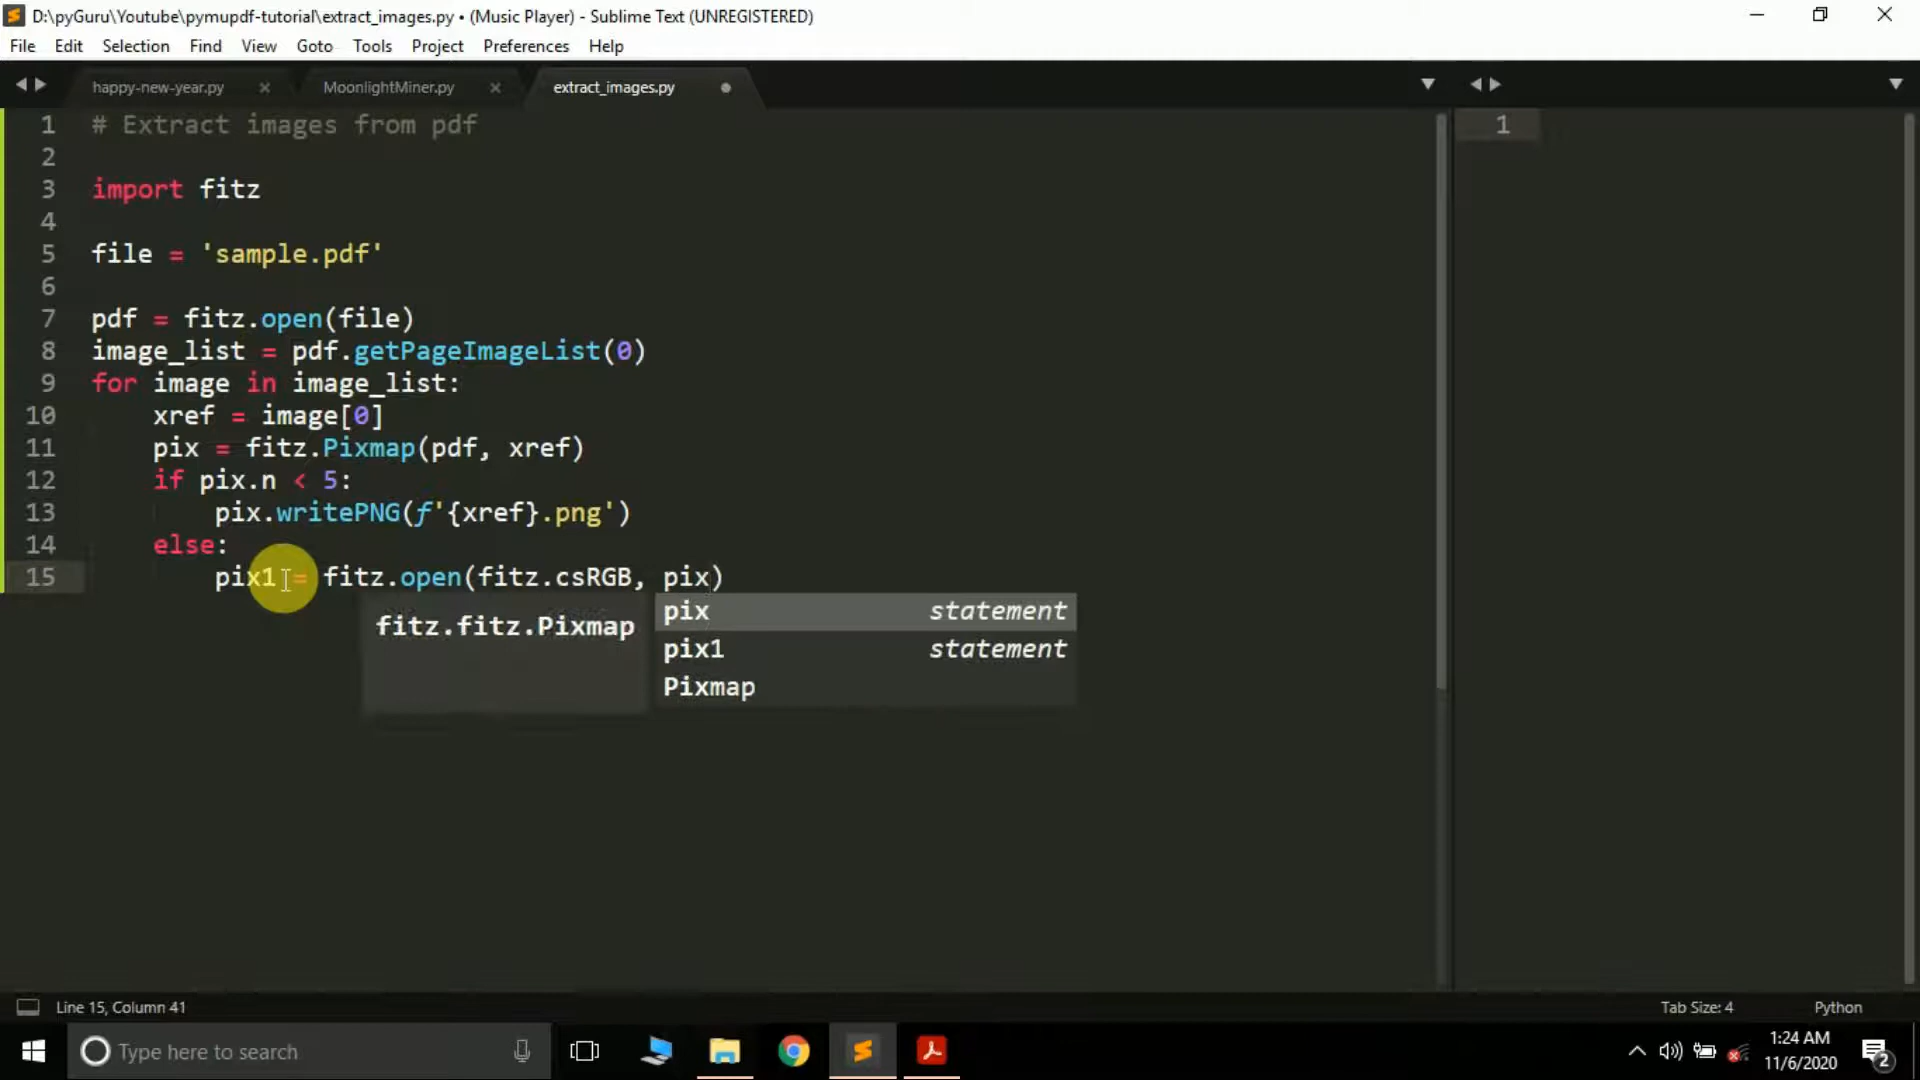 D:\pyGuru\Youtube\pymupdf-tutorial\extract_images.py • (Music Player) - Sublime Text (UNREGISTERED)
File Edit Selection Find View Goto Tools Project Preferences Help
happy-new-year.py MoonlightMiner.py extract_images.py
1 # Extract images from pdf 1
2
3 import fitz
4
5 file = 'sample.pdf'
6
7 pdf = fitz.open(file)
8 image_list = pdf.getPageImageList(0)
9 for image in image_list:
10 xref = image[0]
11 pix = fitz.Pixmap(pdf, xref)
12 if pix.n < 5:
13 pix.writePNG(f'{xref}.png')
14 else:
15 pix1 = fitz.open(fitz.csRGB, pix)
fitz.fitz.Pixmap
pix statement
pix1 statement
Pixmap
Line 15, Column 41 Tab Size: 4 Python
Type here to search
1:24 AM
11/6/2020
2